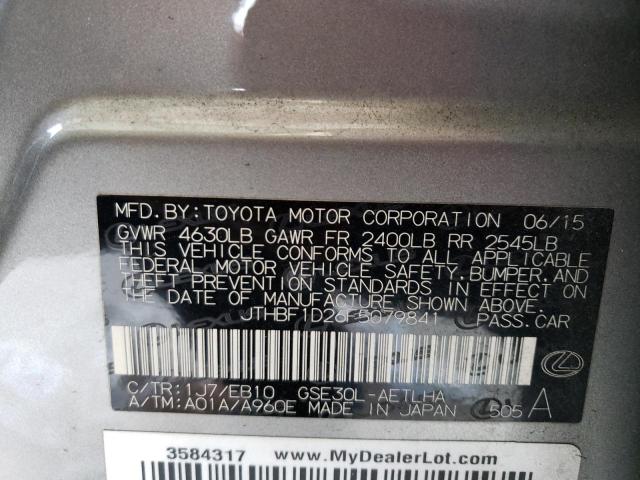 MFD. BY:TOYOTA MOTOR CORPORATION 06/15
GVWR 4630LB GAWR FR 2400LB RR 2545LB
THIS VEHICLE CONFORMS TO ALL APPLICABLE
FEDERAL MOTOR VEHICLE SAFETY, BUMPER, AND
THEFT PREVENTION STANDARDS IN EFFECT ON
THE DATE OF MANUFACTURE SHOWN ABOVE.
JTHBF1D26F5079841 PASS.CAR
C/TR:1J7/EB10 GSE30L-AETLHA
A/TM:A01A/A960E MADE IN JAPAN 505 A
3584317 www.MyDealerLot.com